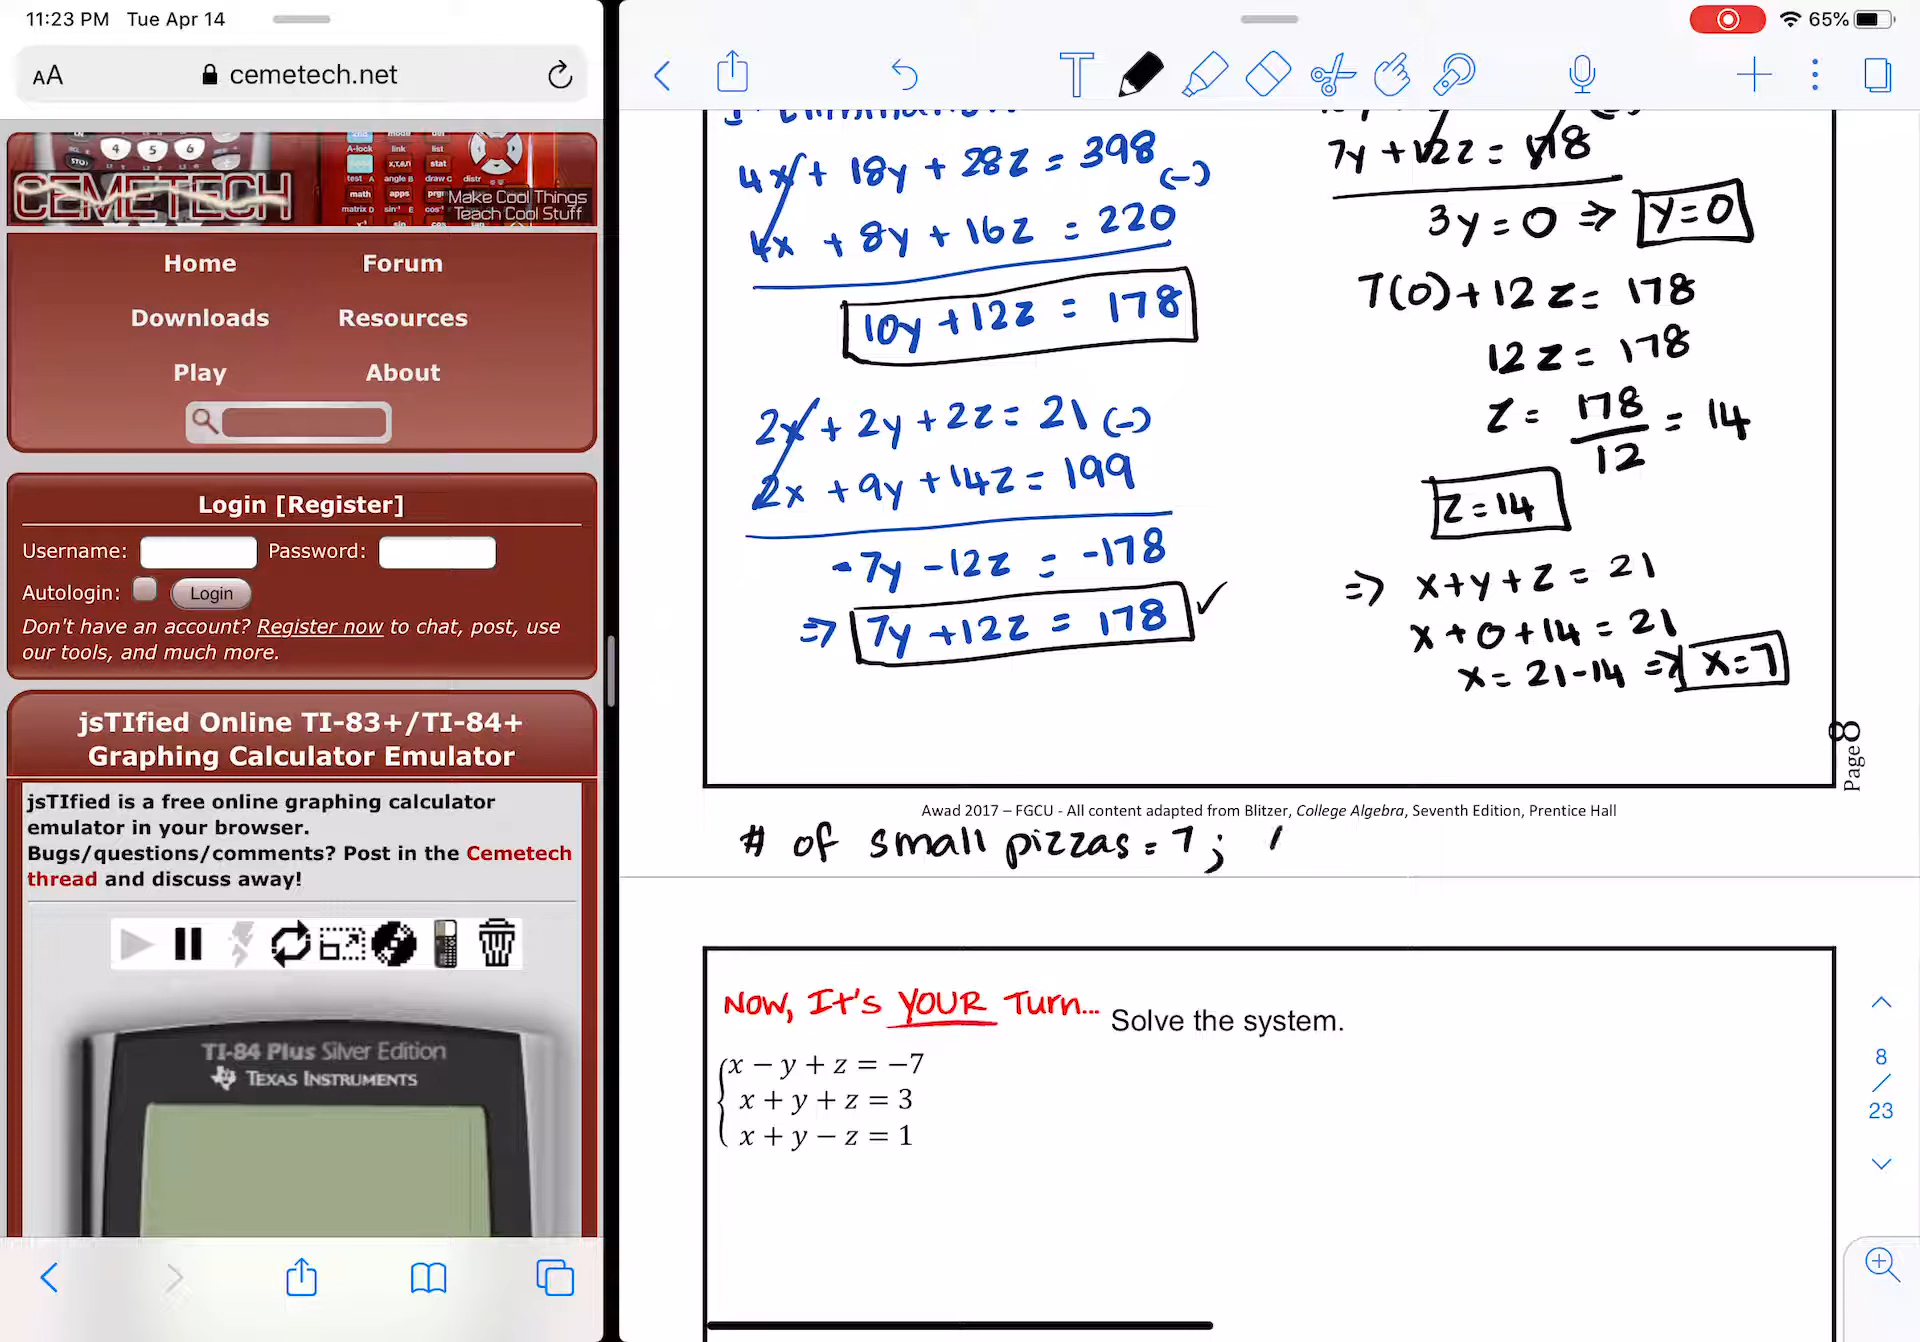 11:23 PM Tue Apr 14
65%
AA cemetech.net
CEMETECH
Make Cool Things
Teach Cool Stuff
Home Forum
Downloads Resources
Play About
Login [Register]
Username: Password:
Autologin: Login
Don't have an account? Register now to chat, post, use
our tools, and much more.
jsTIfied Online TI-83+/TI-84+
Graphing Calculator Emulator
jsTIfied is a free online graphing calculator
emulator in your browser.
Bugs/questions/comments? Post in the Cemetech
thread and discuss away!
TI-84 Plus Silver Edition
TEXAS INSTRUMENTS
4x + 18y + 28z = 398 (-)
4x + 8y + 16z = 220
10y + 12z = 178
2x + 2y + 2z = 21 (-)
2x + 9y + 14z = 199
-7y - 12z = -178
=> 7y + 12z = 178 ✓
7y + 12z = 178
3y = 0 => y = 0
7(0) + 12z = 178
12z = 178
z = 178/12 = 14
z = 14
=> x + y + z = 21
x + 0 + 14 = 21
x = 21 - 14 => x = 7
Page 8
Awad 2017 – FGCU - All content adapted from Blitzer, College Algebra, Seventh Edition, Prentice Hall
# of small pizzas = 7;
Now, It's YOUR Turn... Solve the system.
x − y + z = −7
x + y + z = 3
x + y − z = 1
8
/
23